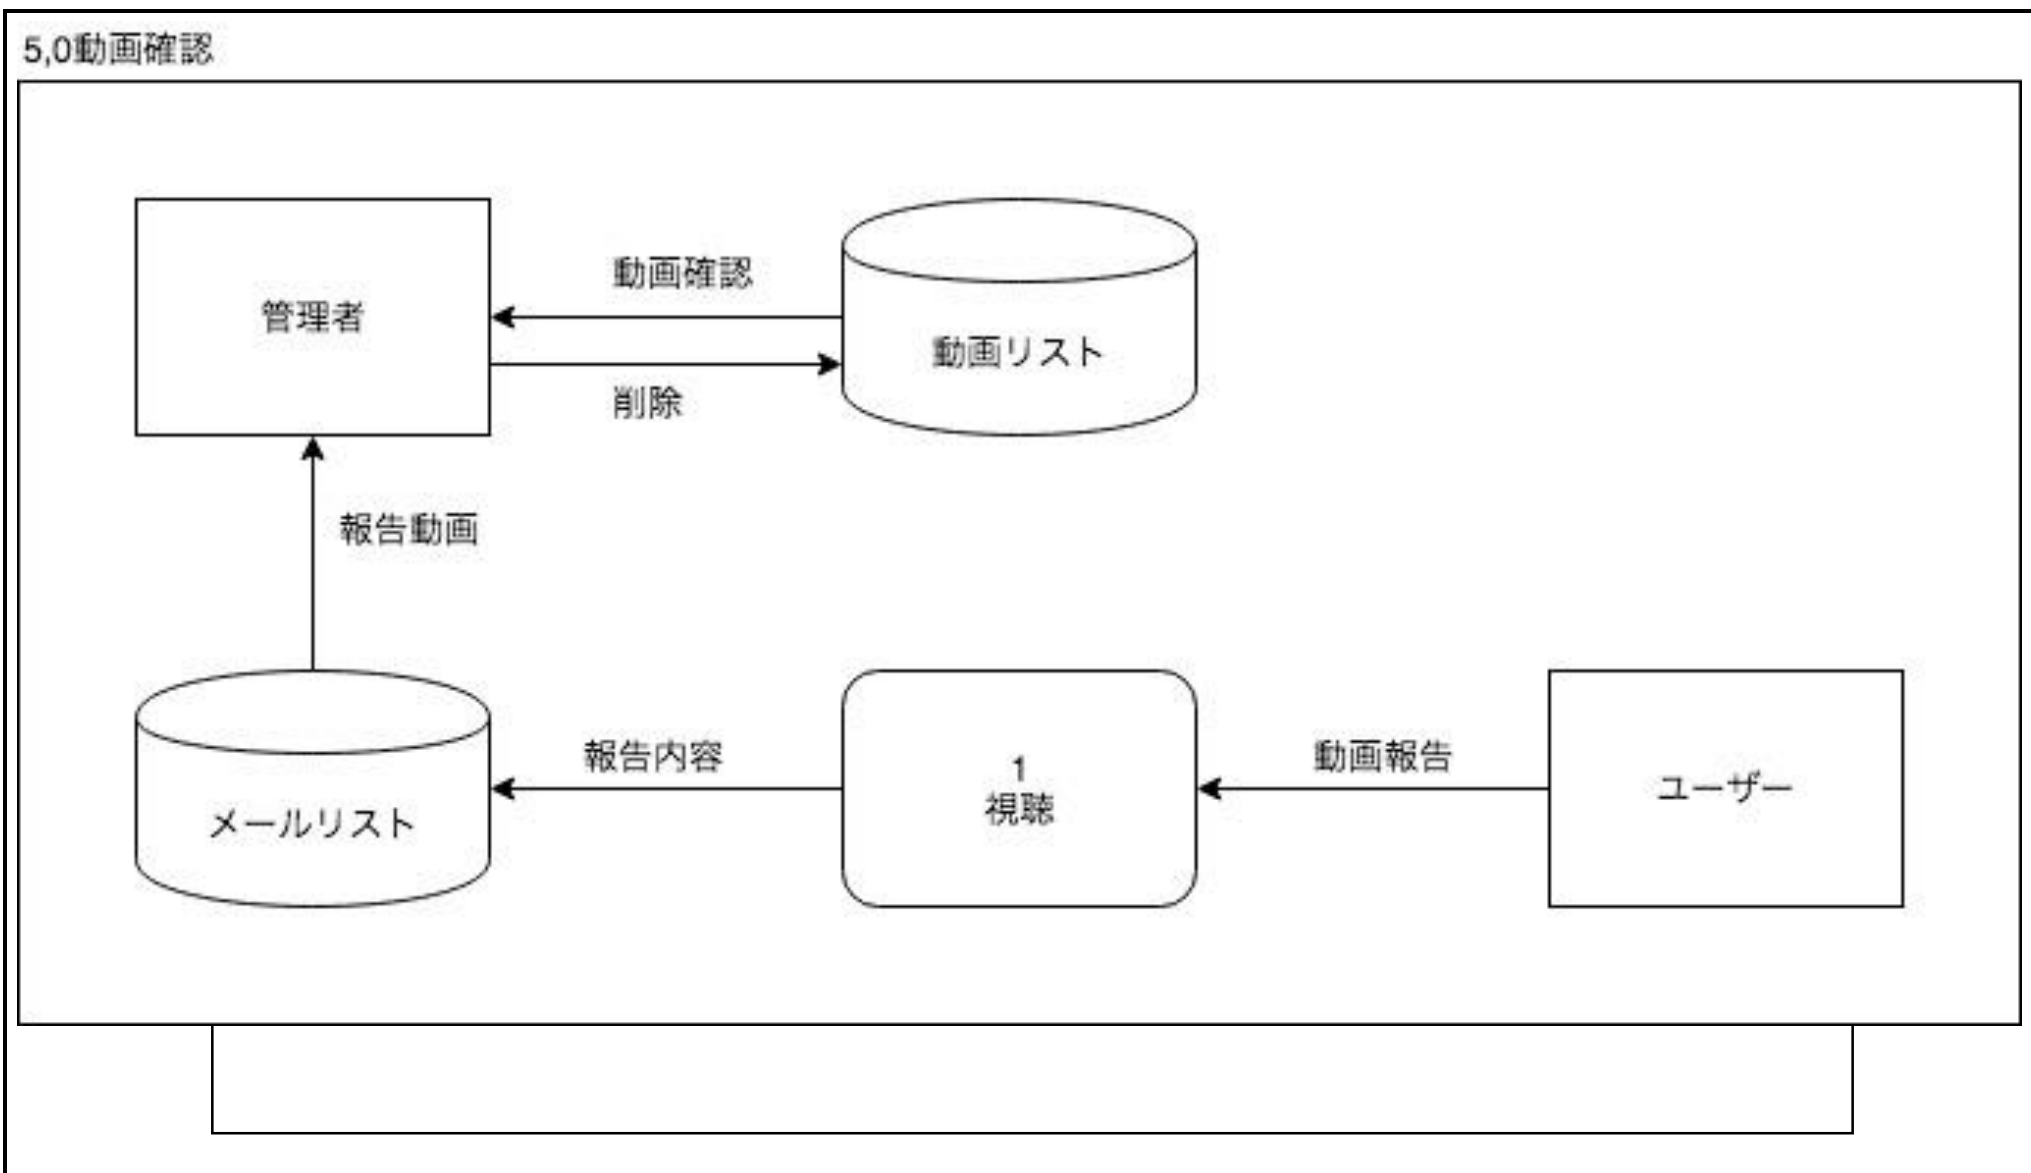 5,0動画確認
動画確認
管理者
動画リスト
削除
報告動画
報告内容
動画報告
1
視聴
ユーザー
メールリスト